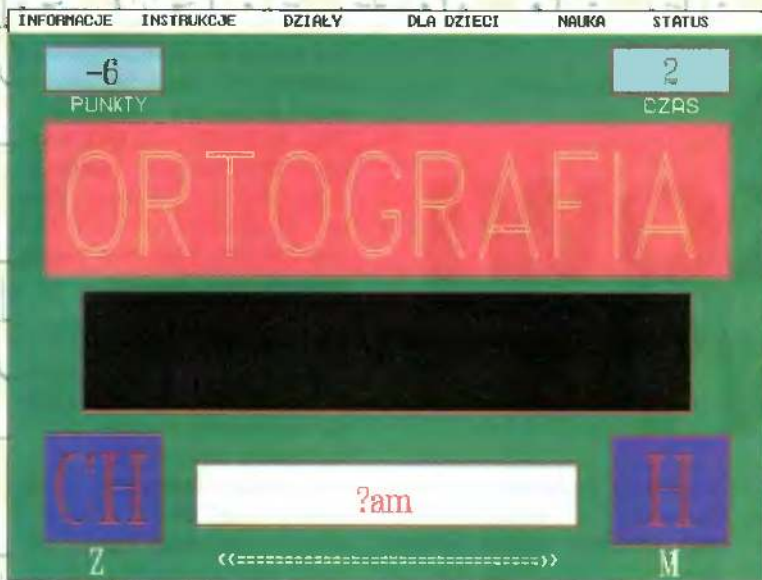 INFORMACJE INSTRUKCJE DZIAŁY DLA DZIECI NAUKA STATUS
-6 2
PUNKTY CZAS
ORTOGRAFIA
CH ?am H
Z <<===================================>> M